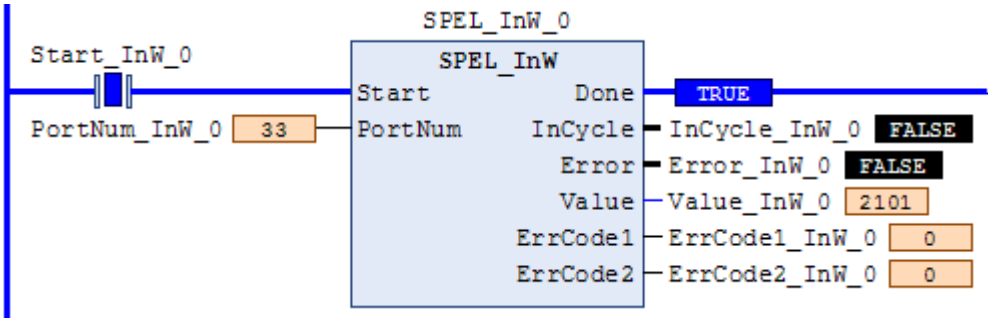 SPEL_InW_0
Start_InW_0
SPEL_InW
Start Done TRUE
PortNum_InW_0 33 PortNum InCycle InCycle_InW_0 FALSE
Error Error_InW_0 FALSE
Value Value_InW_0 2101
ErrCode1 ErrCode1_InW_0 0
ErrCode2 ErrCode2_InW_0 0